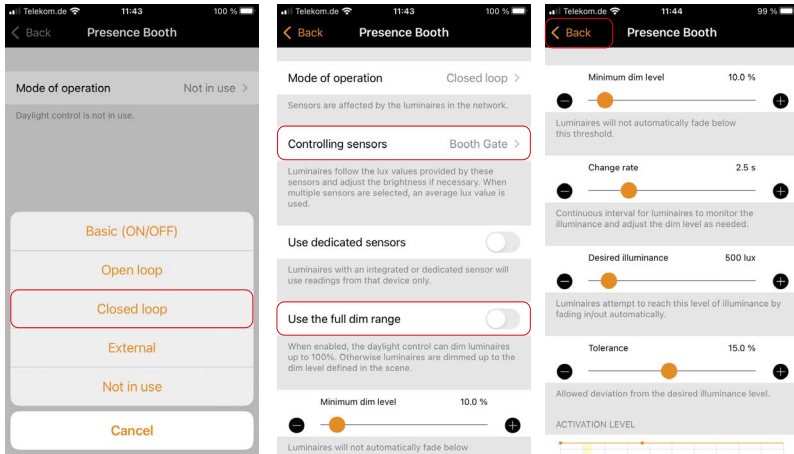 Telekom.de 11:43 100 %
Back Presence Booth
Mode of operation Not in use
Daylight control is not in use.
Basic (ON/OFF)
Open loop
Closed loop
External
Not in use
Cancel
Telekom.de 11:43 100 %
Back Presence Booth
Mode of operation Closed loop
Sensors are affected by the luminaires in the network.
Controlling sensors Booth Gate
Luminaires follow the lux values provided by these
sensors and adjust the brightness if necessary. When
multiple sensors are selected, an average lux value is
used.
Use dedicated sensors
Luminaires with an integrated or dedicated sensor will
use readings from that device only.
Use the full dim range
When enabled, the daylight control can dim luminaires
up to 100%. Otherwise luminaires are dimmed up to the
dim level defined in the scene.
Minimum dim level 10.0 %
Luminaires will not automatically fade below
Telekom.de 11:44 99 %
Back Presence Booth
Minimum dim level 10.0 %
Luminaires will not automatically fade below
this threshold.
Change rate 2.5 s
Continuous interval for luminaires to monitor the
illuminance and adjust the dim level as needed.
Desired illuminance 500 lux
Luminaires attempt to reach this level of illuminance by
fading in/out automatically.
Tolerance 15.0 %
Allowed deviation from the desired illuminance level.
ACTIVATION LEVEL